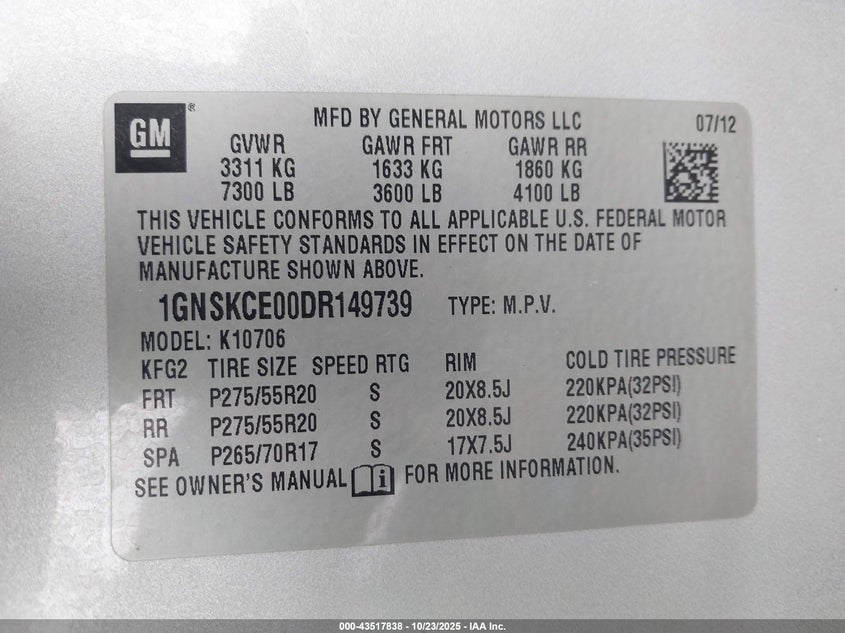 GM ®
MFD BY GENERAL MOTORS LLC 07/12
GVWR GAWR FRT GAWR RR
3311 KG 1633 KG 1860 KG
7300 LB 3600 LB 4100 LB
THIS VEHICLE CONFORMS TO ALL APPLICABLE U.S. FEDERAL MOTOR
VEHICLE SAFETY STANDARDS IN EFFECT ON THE DATE OF
MANUFACTURE SHOWN ABOVE.
1GNSKCE00DR149739 TYPE: M.P.V.
MODEL: K10706
KFG2 TIRE SIZE SPEED RTG RIM COLD TIRE PRESSURE
FRT P275/55R20 S 20X8.5J 220KPA(32PSI)
RR P275/55R20 S 20X8.5J 220KPA(32PSI)
SPA P265/70R17 S 17X7.5J 240KPA(35PSI)
SEE OWNER'S MANUAL i FOR MORE INFORMATION.
000-43517838 - 10/23/2025 - IAA Inc.